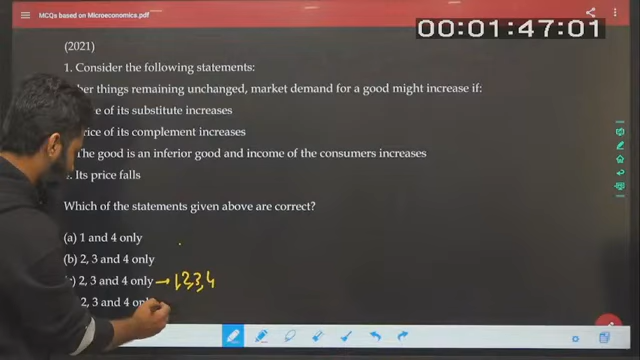 MCQs based on Microeconomics.pdf
00:01:47:01
(2021)
1. Consider the following statements:
things remaining unchanged, market demand for a good might increase if:
of its substitute increases
of its complement increases
The good is an inferior good and income of the consumers increases
Its price falls
Which of the statements given above are correct?
(a) 1 and 4 only
(b) 2, 3 and 4 only
2, 3 and 4 only → 1,2,3,4
2, 3 and 4